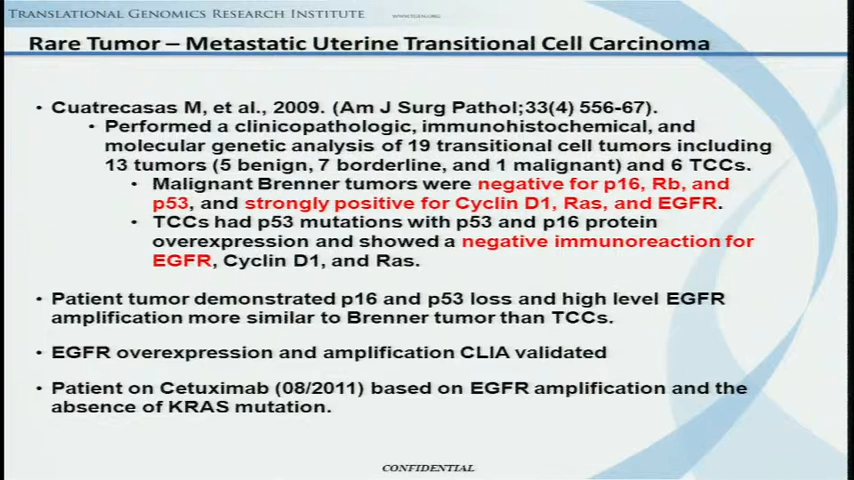 TRANSLATIONAL GENOMICS RESEARCH INSTITUTE WWW.TGEN.ORG
Rare Tumor – Metastatic Uterine Transitional Cell Carcinoma
• Cuatrecasas M, et al., 2009. (Am J Surg Pathol;33(4) 556-67).
• Performed a clinicopathologic, immunohistochemical, and
molecular genetic analysis of 19 transitional cell tumors including
13 tumors (5 benign, 7 borderline, and 1 malignant) and 6 TCCs.
• Malignant Brenner tumors were negative for p16, Rb, and
p53, and strongly positive for Cyclin D1, Ras, and EGFR.
• TCCs had p53 mutations with p53 and p16 protein
overexpression and showed a negative immunoreaction for
EGFR, Cyclin D1, and Ras.
• Patient tumor demonstrated p16 and p53 loss and high level EGFR
amplification more similar to Brenner tumor than TCCs.
• EGFR overexpression and amplification CLIA validated
• Patient on Cetuximab (08/2011) based on EGFR amplification and the
absence of KRAS mutation.
CONFIDENTIAL